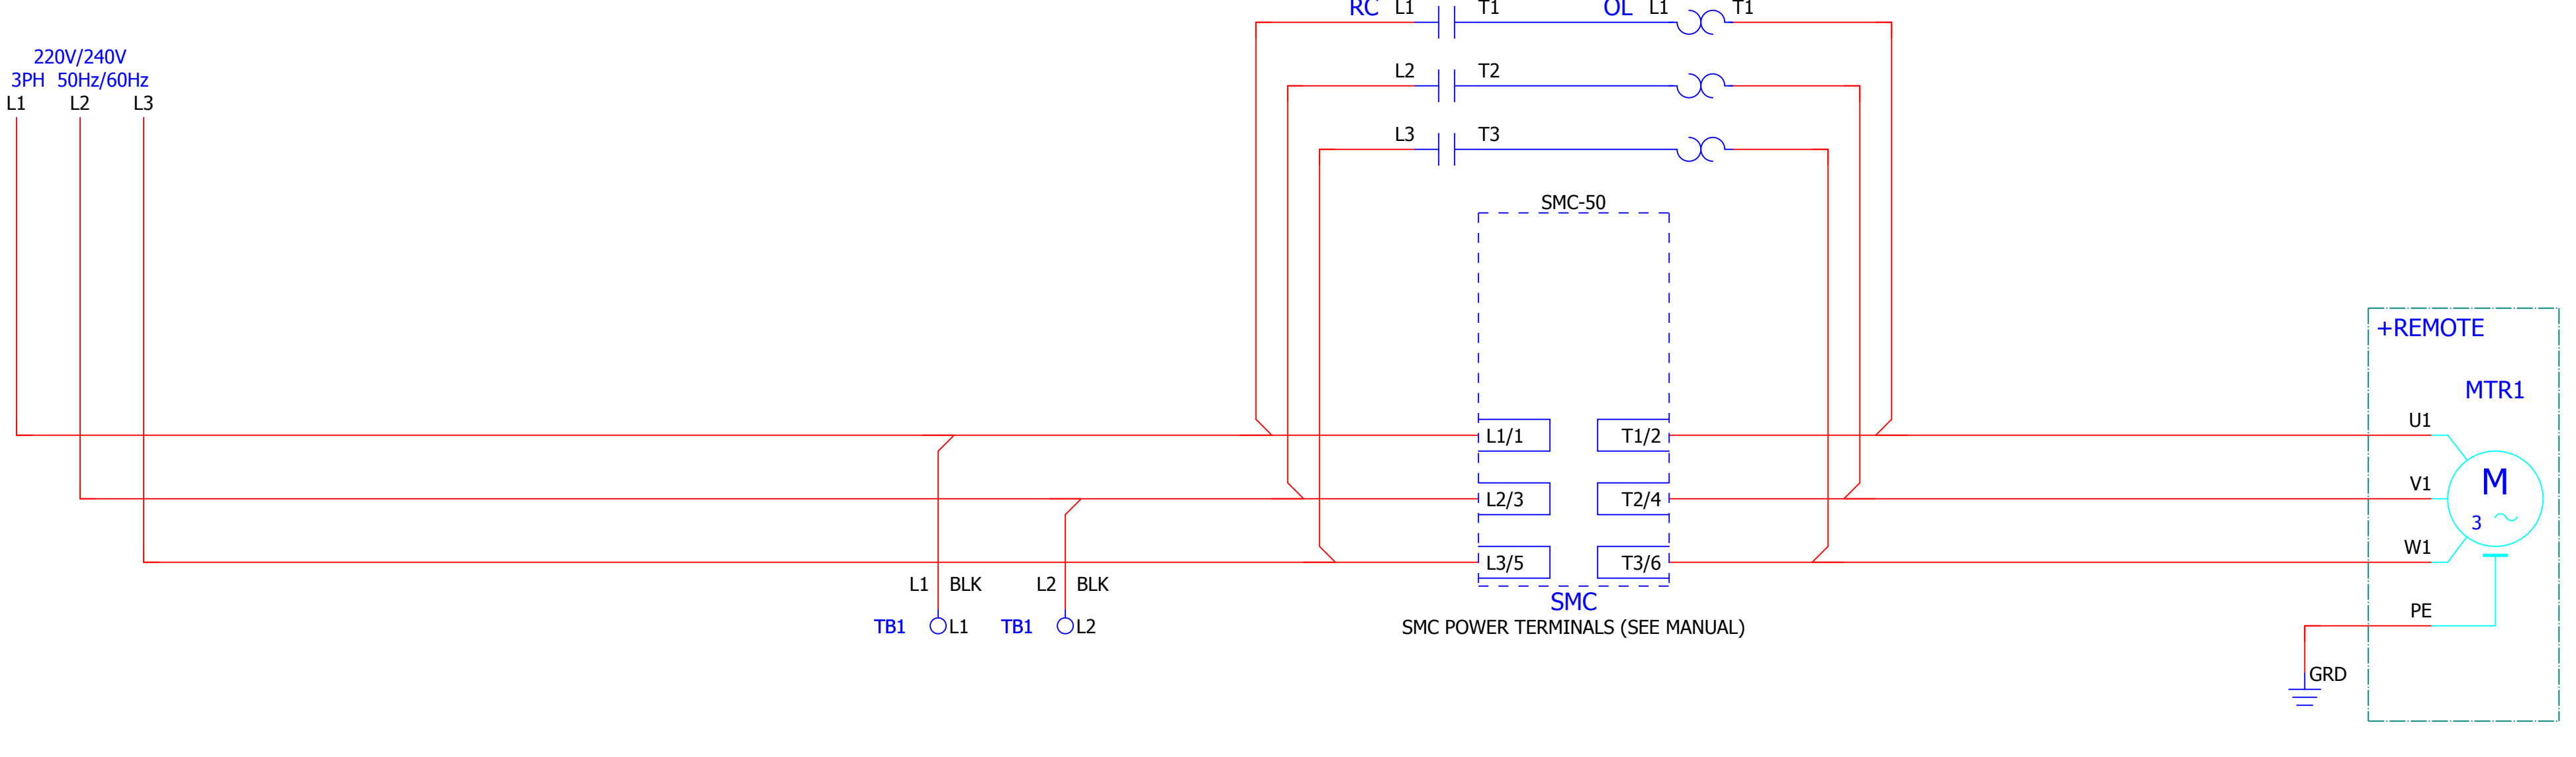 RC L1 T1 OL L1 T1
220V/240V
3PH 50Hz/60Hz
L1 L2 L3
L2 T2
L3 T3
SMC-50
+REMOTE
MTR1
L1/1 T1/2 U1
L2/3 T2/4 V1
M
3
L3/5 T3/6 W1
L1 BLK L2 BLK
SMC
TB1 L1 TB1 L2
SMC POWER TERMINALS (SEE MANUAL)
PE
GRD